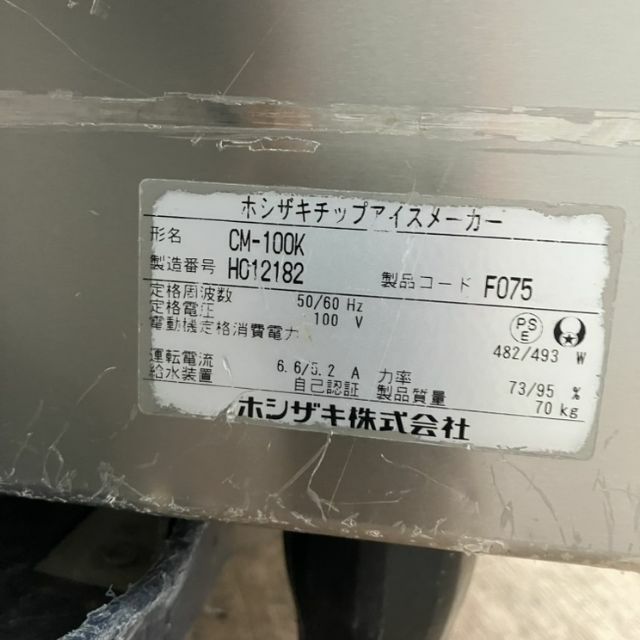 ホシザキチップアイスメーカー
形名 CM-100K
製造番号 H012182 製品コード F075
定格周波数 50/60 Hz
定格電圧 100 V
電動機定格消費電力 482/493 W
PS
E
運転電流 6.6/5.2 A 力率 73/95 %
給水装置 自己認証 製品質量 70 kg
ホシザキ株式会社